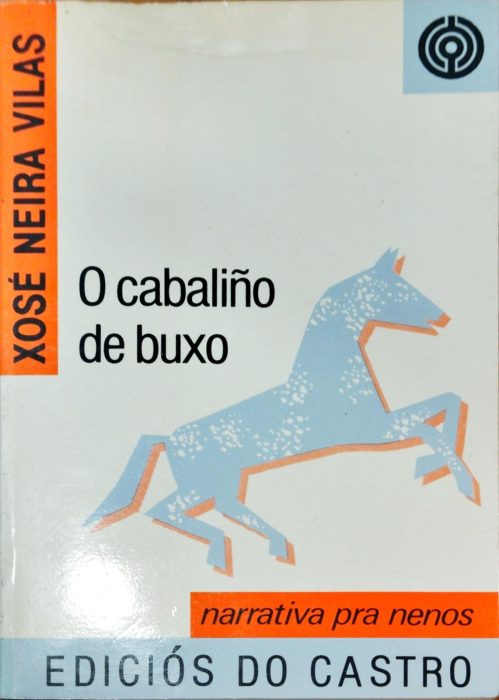 XOSÉ NEIRA VILAS
O cabaliño
de buxo
narrativa pra nenos
EDICIÓS DO CASTRO